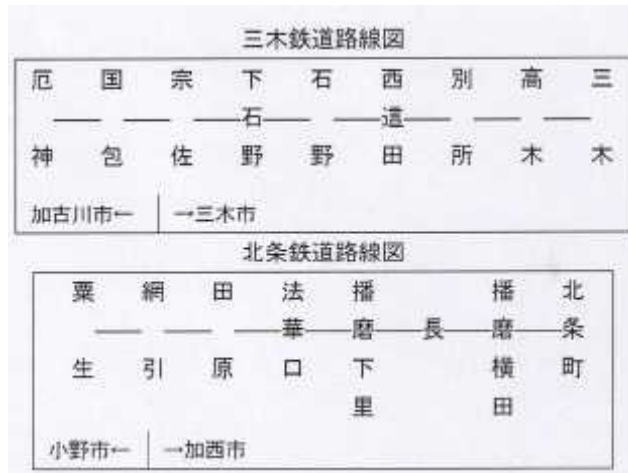 三木鉄道路線図
厄神 国包 宗佐 下石野 石野 西這田 別所 高木 三木
加古川市← →三木市
北条鉄道路線図
粟生 網引 田原 法華口 播磨下里 長 播磨横田 北条町
小野市← →加西市